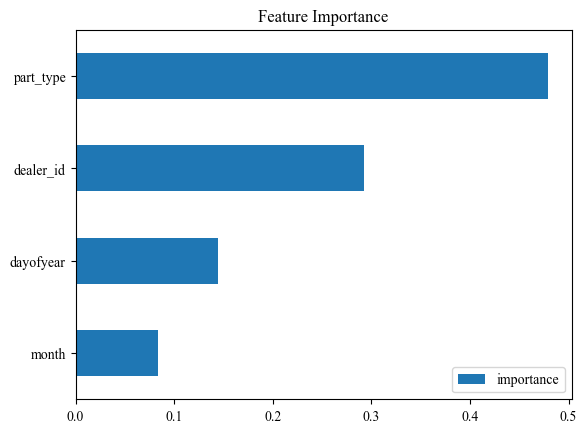 Feature Importance
part_type
dealer_id
dayofyear
month
importance
0.0 0.1 0.2 0.3 0.4 0.5